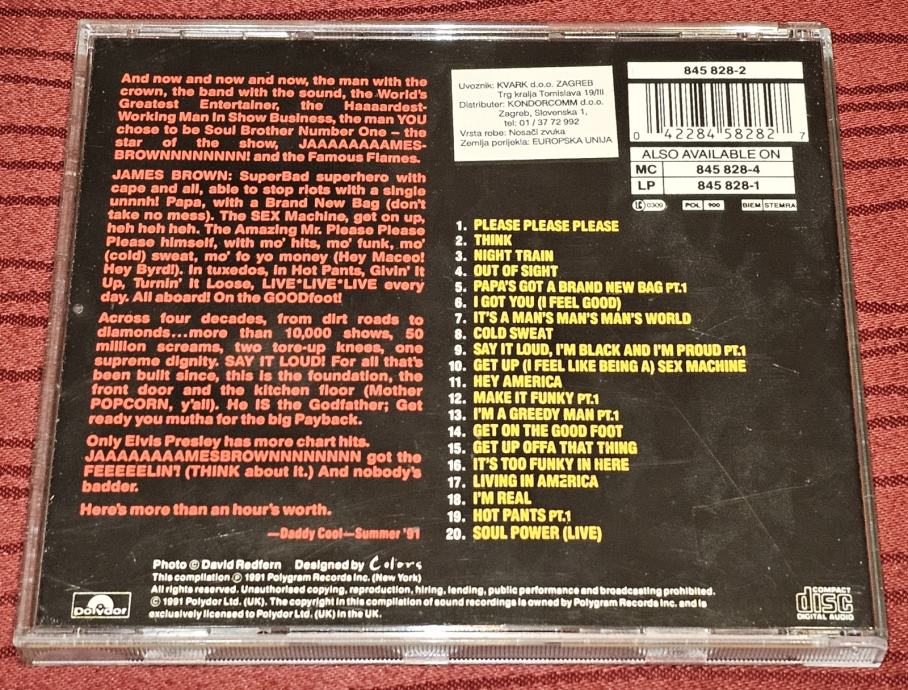 And now and now and now, the man with the
crown, the band with the sound, the World's
Greatest Entertainer, the Haaaardest-
Working Man In Show Business, the man YOU
chose to be Soul Brother Number One – the
star of the show, JAAAAAAAMES-
BROWNNNNNNNN! and the Famous Flames.
JAMES BROWN: SuperBad superhero with
cape and all, able to stop riots with a single
unnnh! Papa, with a Brand New Bag (don't
take no mess). The SEX Machine, get on up,
heh heh heh. The Amazing Mr. Please Please
Please himself, with mo' hits, mo' funk, mo'
(cold) sweat, mo' fo yo money (Hey Maceo!
Hey Byrd!). In tuxedos, in Hot Pants, Givin' It
Up, Turnin' it Loose, LIVE*LIVE*LIVE every
day. All aboard! On the GOODfoot!
Across four decades, from dirt roads to
diamonds...more than 10,000 shows, 50
million screams, two tore-up knees, one
supreme dignity. SAY IT LOUD! For all that's
been built since, this is the foundation, the
front door and the kitchen floor (Mother
POPCORN, y'all). He IS the Godfather; Get
ready you mutha for the big Payback.
Only Elvis Presley has more chart hits.
JAAAAAAAAMESBROWNNNNNNNNN got the
FEEEEELIN'! (THINK about it.) And nobody's
badder.
Here's more than an hour's worth.
—Daddy Cool—Summer '91
Uvoznik: KVARK d.o.o. ZAGREB
Trg kralja Tomislava 19/III
Distributer: KONDORCOMM d.o.o.
Zagreb, Slovenska 1,
tel: 01 / 37 72 992
Vrsta robe: Nosači zvuka
Zemlja porijekla: EUROPSKA UNIJA
845 828-2
0 42284 58282 7
ALSO AVAILABLE ON
MC 845 828-4
LP 845 828-1
LC 0309 POL 900 BIEM STEMRA
1. PLEASE PLEASE PLEASE
2. THINK
3. NIGHT TRAIN
4. OUT OF SIGHT
5. PAPA'S GOT A BRAND NEW BAG PT.1
6. I GOT YOU (I FEEL GOOD)
7. IT'S A MAN'S MAN'S MAN'S WORLD
8. COLD SWEAT
9. SAY IT LOUD, I'M BLACK AND I'M PROUD PT.1
10. GET UP (I FEEL LIKE BEING A) SEX MACHINE
11. HEY AMERICA
12. MAKE IT FUNKY PT.1
13. I'M A GREEDY MAN PT.1
14. GET ON THE GOOD FOOT
15. GET UP OFFA THAT THING
16. IT'S TOO FUNKY IN HERE
17. LIVING IN AMERICA
18. I'M REAL
19. HOT PANTS PT.1
20. SOUL POWER (LIVE)
Photo © David Redfern Designed by Colors
This compilation ℗ 1991 Polygram Records Inc. (New York)
All rights reserved. Unauthorised copying, reproduction, hiring, lending, public performance and broadcasting prohibited.
© 1991 Polydor Ltd. (UK). The copyright in this compilation of sound recordings is owned by Polygram Records Inc. and is
exclusively licensed to Polydor Ltd. (UK) in the UK.
Polydor
COMPACT
disc
DIGITAL AUDIO